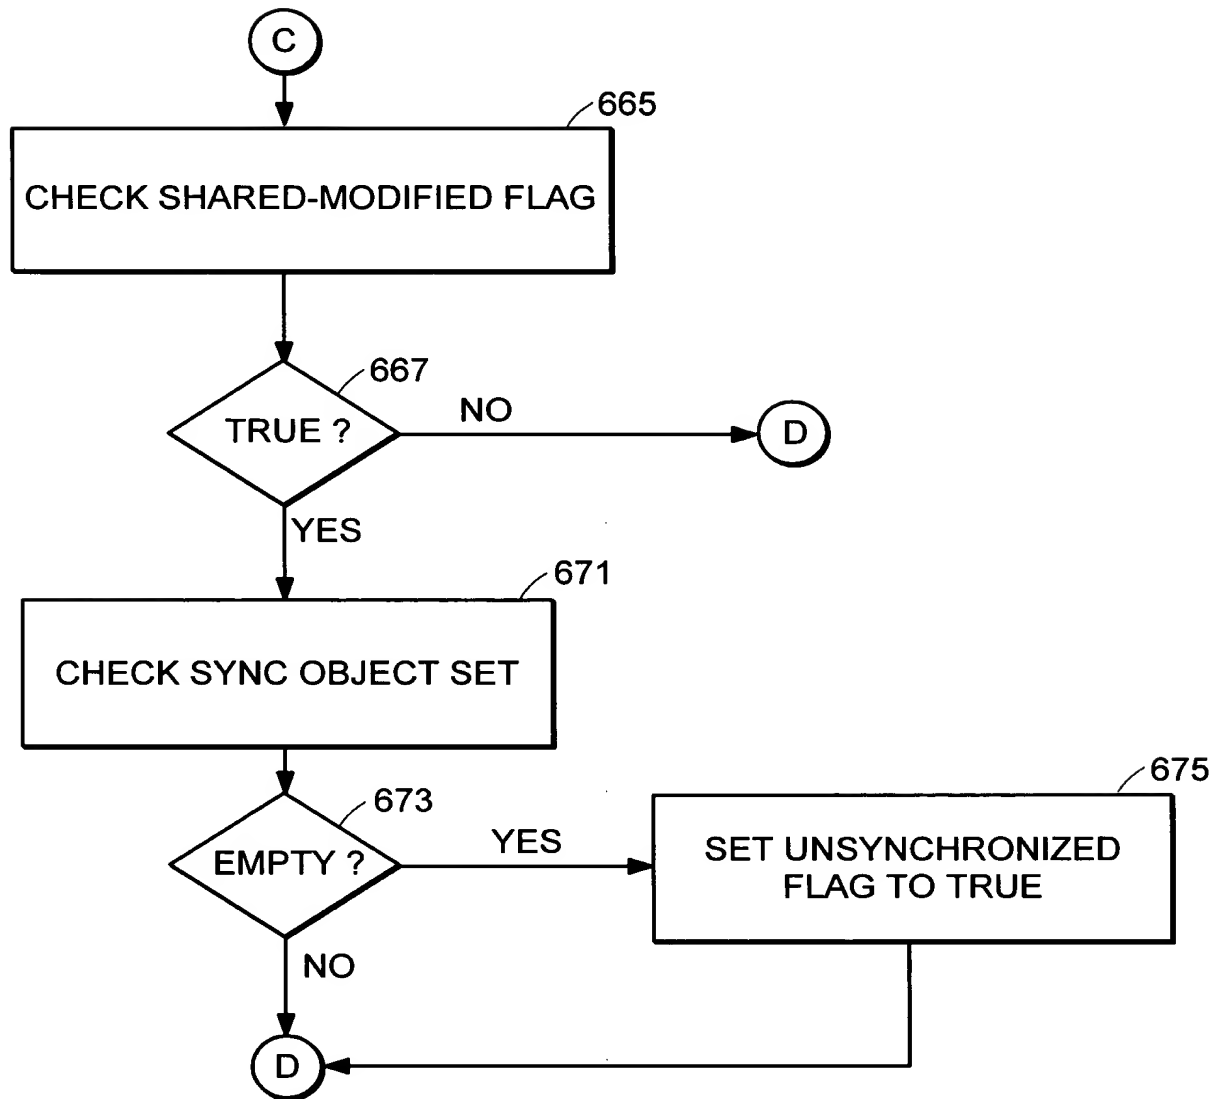 C
665
CHECK SHARED-MODIFIED FLAG
667
TRUE ?
NO
D
YES
671
CHECK SYNC OBJECT SET
673
EMPTY ?
YES
675
SET UNSYNCHRONIZED
FLAG TO TRUE
NO
D